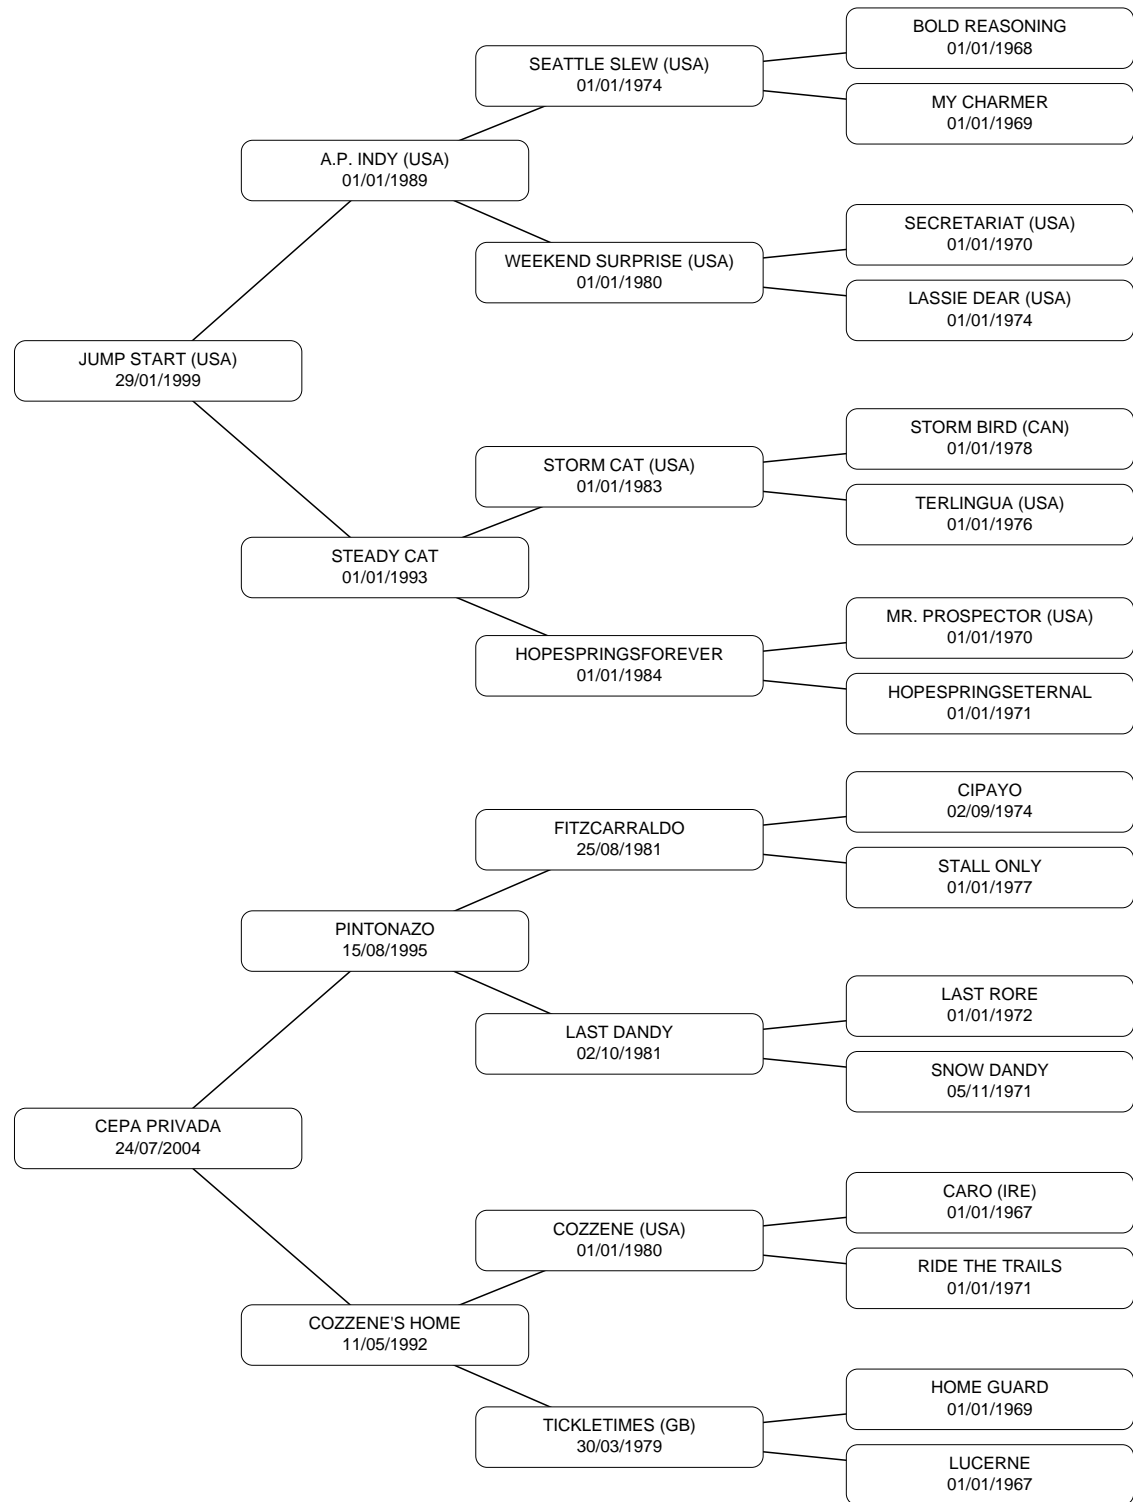 BOLD REASONING
01/01/1968
SEATTLE SLEW (USA)
01/01/1974
MY CHARMER
01/01/1969
A.P. INDY (USA)
01/01/1989
SECRETARIAT (USA)
01/01/1970
WEEKEND SURPRISE (USA)
01/01/1980
LASSIE DEAR (USA)
01/01/1974
JUMP START (USA)
29/01/1999
STORM BIRD (CAN)
01/01/1978
STORM CAT (USA)
01/01/1983
TERLINGUA (USA)
01/01/1976
STEADY CAT
01/01/1993
MR. PROSPECTOR (USA)
01/01/1970
HOPESPRINGSFOREVER
01/01/1984
HOPESPRINGSETERNAL
01/01/1971
CIPAYO
02/09/1974
FITZCARRALDO
25/08/1981
STALL ONLY
01/01/1977
PINTONAZO
15/08/1995
LAST RORE
01/01/1972
LAST DANDY
02/10/1981
SNOW DANDY
05/11/1971
CEPA PRIVADA
24/07/2004
CARO (IRE)
01/01/1967
COZZENE (USA)
01/01/1980
RIDE THE TRAILS
01/01/1971
COZZENE'S HOME
11/05/1992
HOME GUARD
01/01/1969
TICKLETIMES (GB)
30/03/1979
LUCERNE
01/01/1967